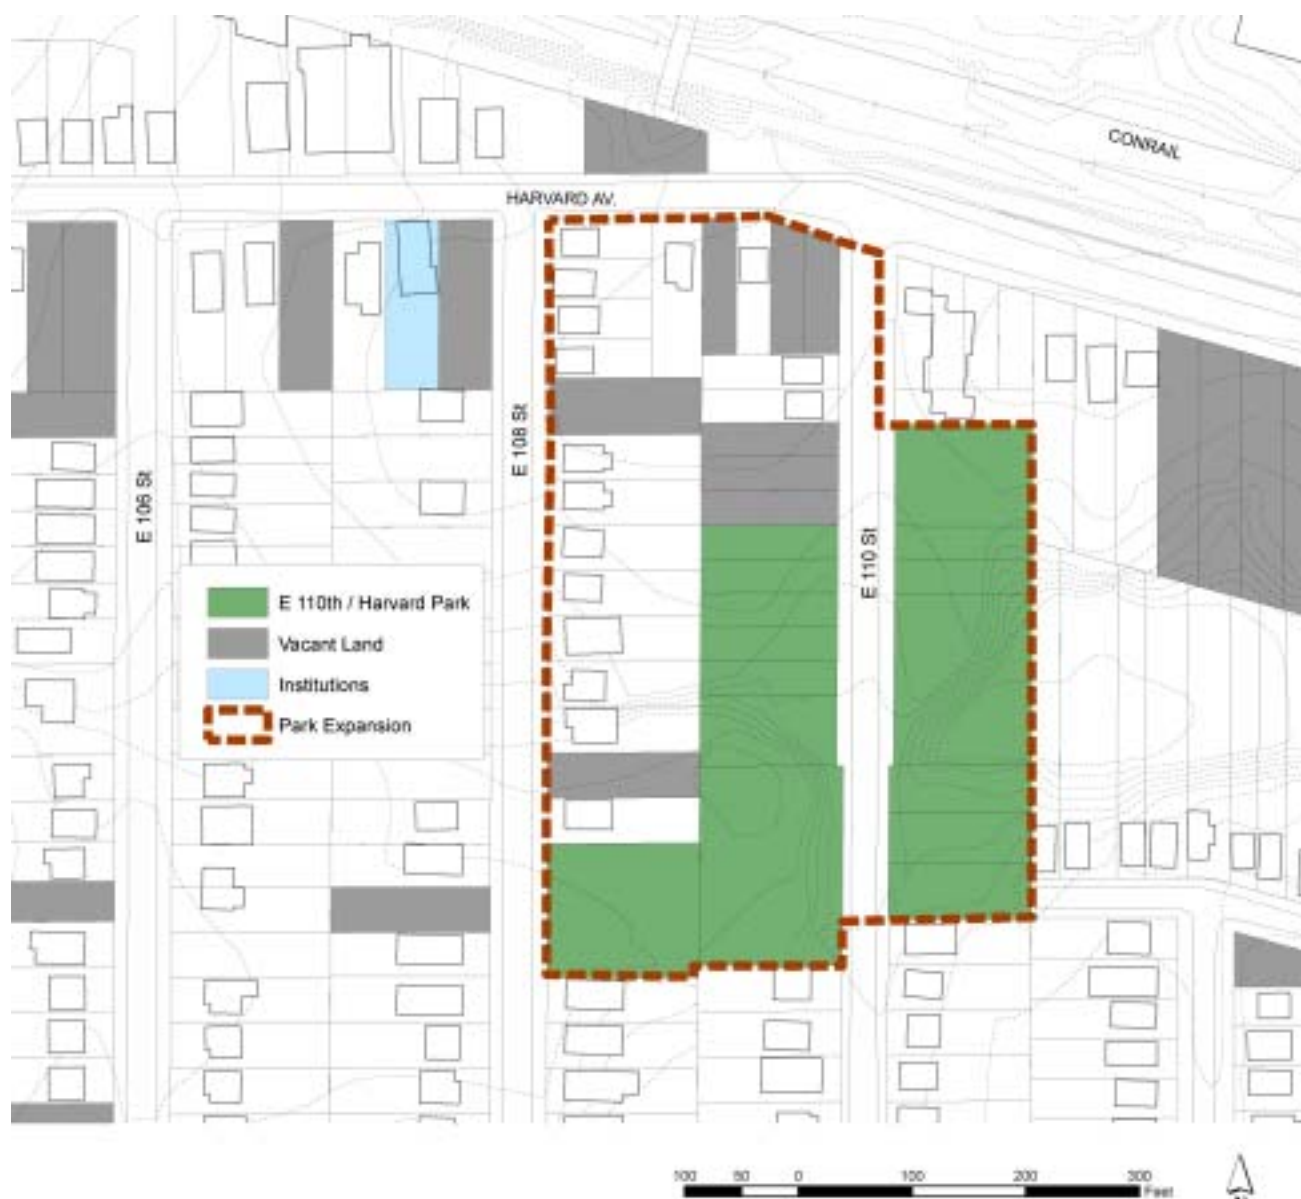 CONRAIL
HARVARD AV.
E 108 St
E 106 St
E 110 St
E 110th / Harvard Park
Vacant Land
Institutions
Park Expansion
100 50 0 100 200 300
Feet